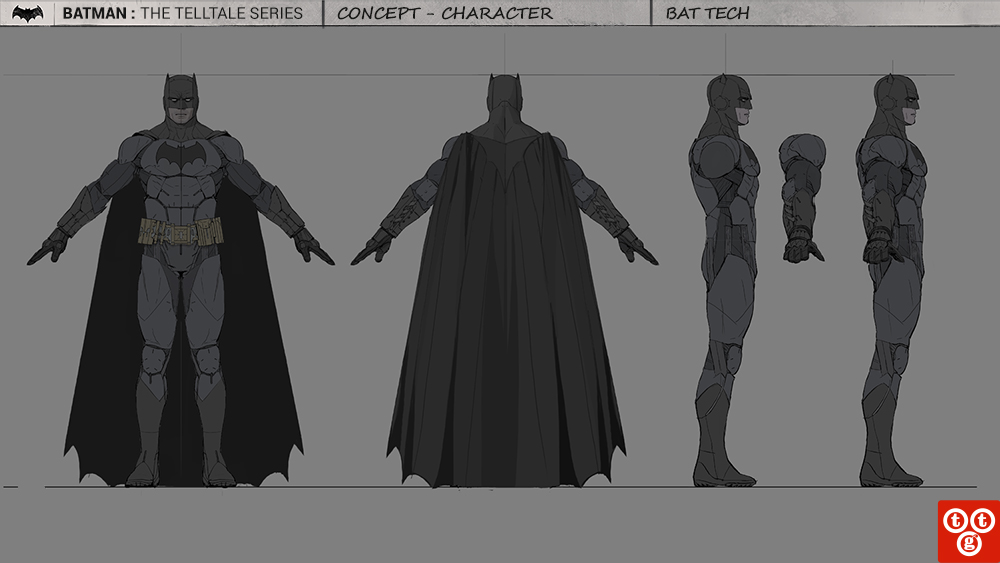 BATMAN : THE TELLTALE SERIES
CONCEPT - CHARACTER
BAT TECH
t t
g